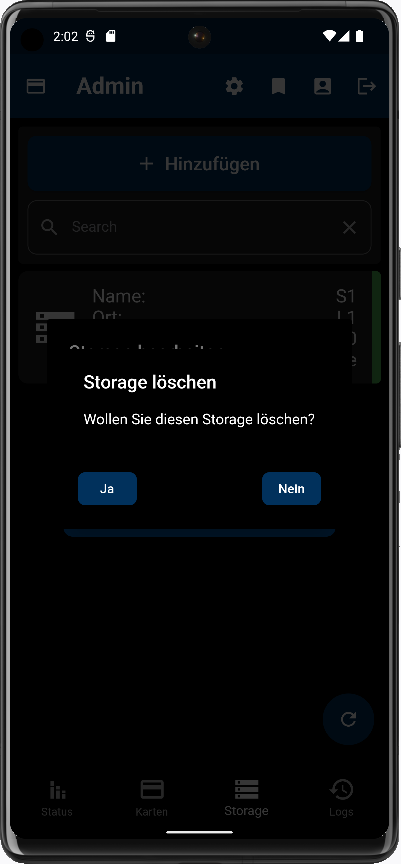 2:02
Admin
+ Hinzufügen
Search
Name: S1
Ort: L1
Storage löschen
Wollen Sie diesen Storage löschen?
Ja Nein
Status Karten Storage Logs